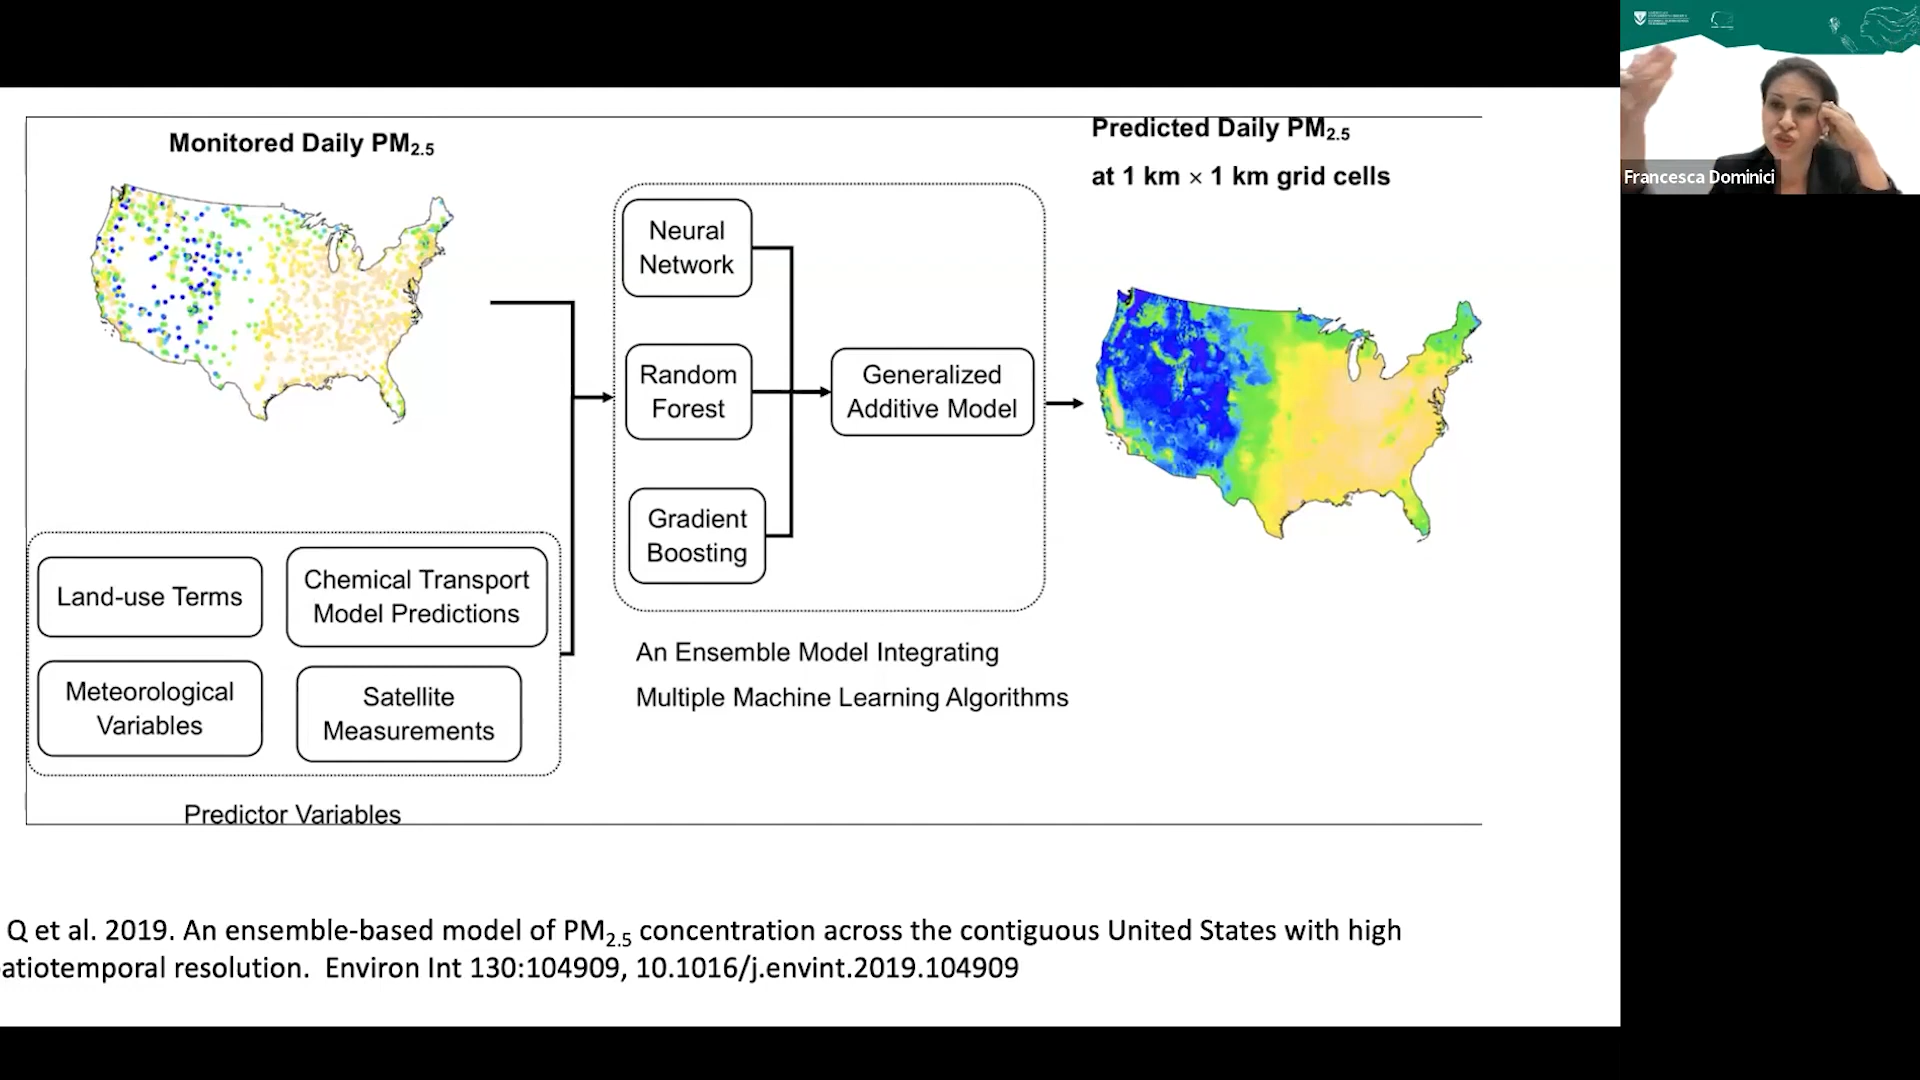 Monitored Daily PM2.5
Predicted Daily PM2.5
at 1 km × 1 km grid cells
Neural
Network
Random
Forest
Gradient
Boosting
Generalized
Additive Model
Land-use Terms
Chemical Transport
Model Predictions
Meteorological
Variables
Satellite
Measurements
Predictor Variables
An Ensemble Model Integrating
Multiple Machine Learning Algorithms
Q et al. 2019. An ensemble-based model of PM2.5 concentration across the contiguous United States with high
atiotemporal resolution. Environ Int 130:104909, 10.1016/j.envint.2019.104909
Francesca Dominici